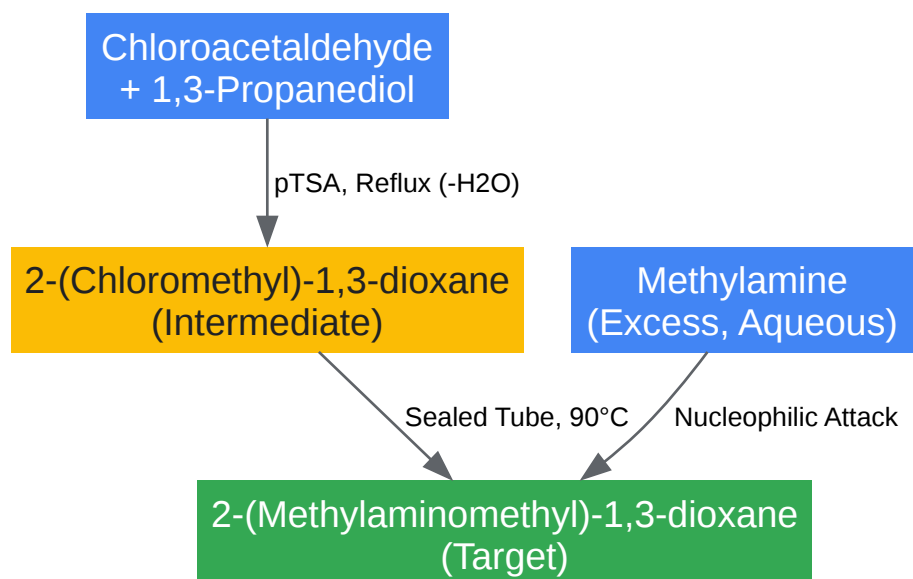 Chloroacetaldehyde
+ 1,3-Propanediol
pTSA, Reflux (-H2O)
2-(Chloromethyl)-1,3-dioxane
(Intermediate)
Methylamine
(Excess, Aqueous)
Sealed Tube, 90°C
Nucleophilic Attack
2-(Methylaminomethyl)-1,3-dioxane
(Target)